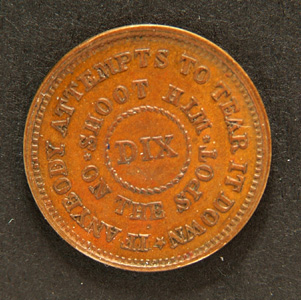 IF ANYBODY ATTEMPTS TO TEAR IT DOWN
SHOOT HIM
ON THE SPOT
DIX